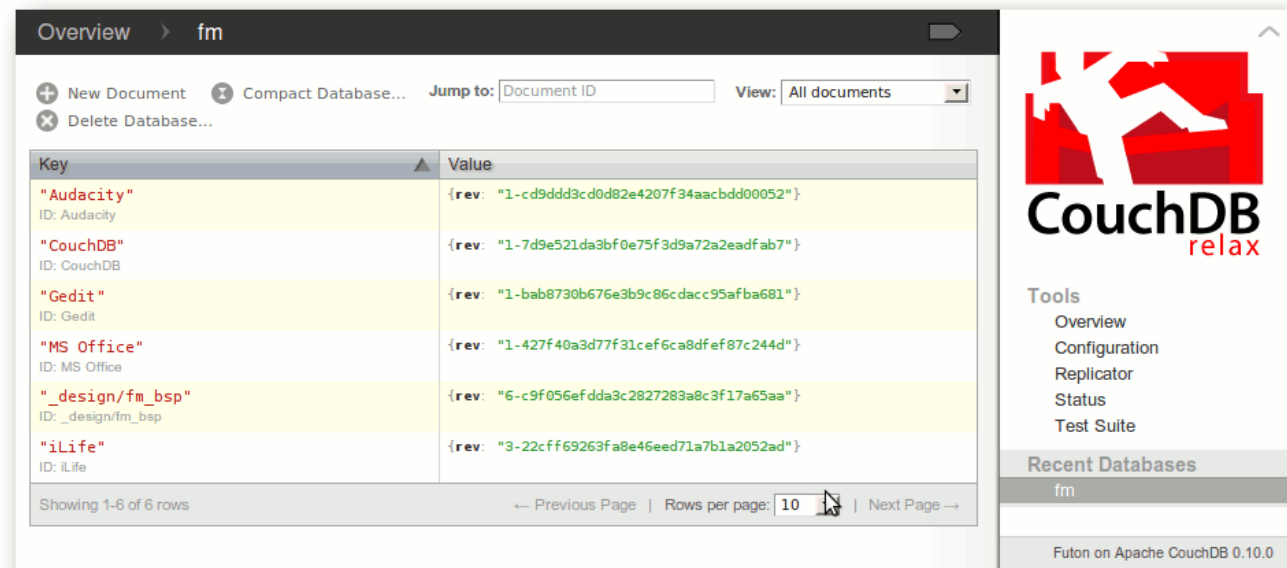 Overview > fm
New Document Compact Database... Jump to: Document ID View: All documents
Delete Database...
Key Value
"Audacity" {rev: "1-cd9ddd3cd0d82e4207f34aacbdd00052"}
ID: Audacity
"CouchDB" {rev: "1-7d9e521da3bf0e75f3d9a72a2eadfab7"}
ID: CouchDB
"Gedit" {rev: "1-bab8730b676e3b9c86cdacc95afba681"}
ID: Gedit
"MS Office" {rev: "1-427f40a3d77f31cef6ca8dfef87c244d"}
ID: MS Office
"_design/fm_bsp" {rev: "6-c9f056efdda3c2827283a8c3f17a65aa"}
ID: _design/fm_bsp
"iLife" {rev: "3-22cff69263fa8e46eed71a7b1a2052ad"}
ID: iLife
Showing 1-6 of 6 rows ← Previous Page | Rows per page: 10 | Next Page →
CouchDB
relax
Tools
Overview
Configuration
Replicator
Status
Test Suite
Recent Databases
fm
Futon on Apache CouchDB 0.10.0